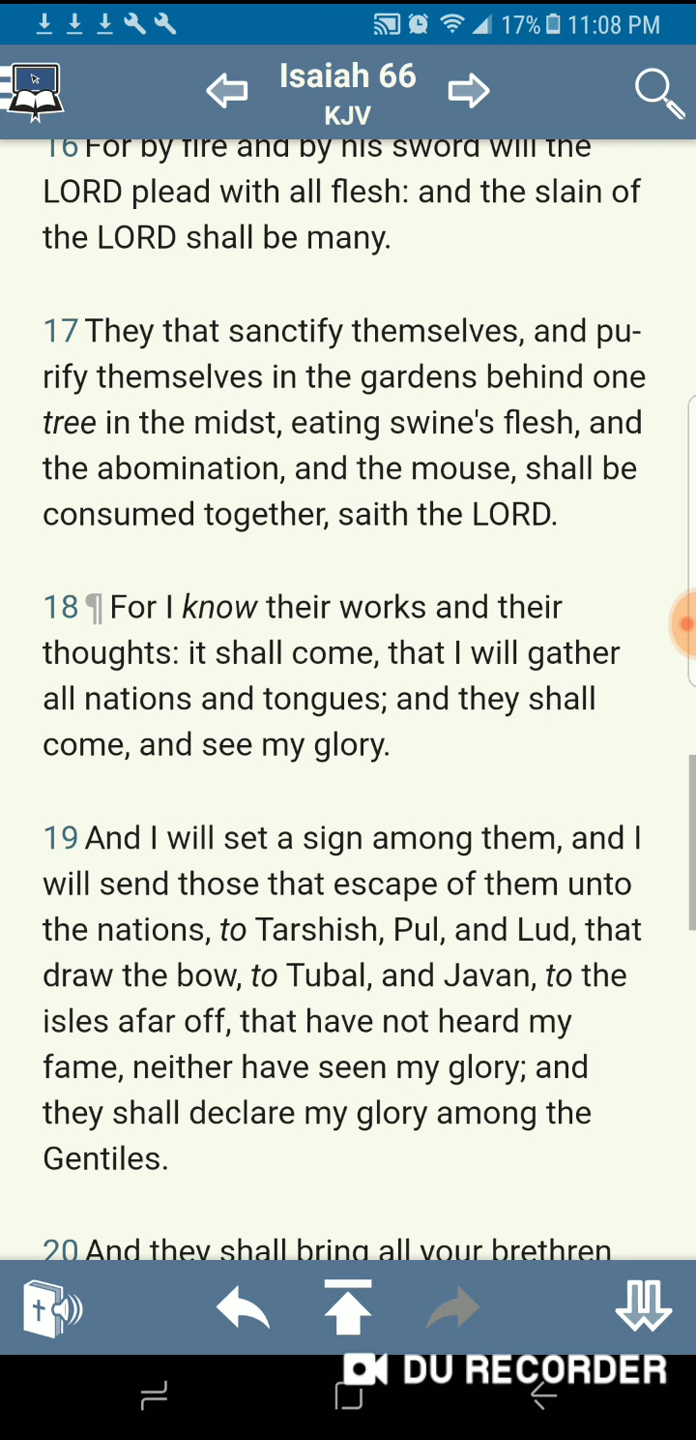 17% 11:08 PM
Isaiah 66
KJV
16 For by fire and by his sword will the
LORD plead with all flesh: and the slain of
the LORD shall be many.
17 They that sanctify themselves, and pu-
rify themselves in the gardens behind one
tree in the midst, eating swine's flesh, and
the abomination, and the mouse, shall be
consumed together, saith the LORD.
18 ¶ For I know their works and their
thoughts: it shall come, that I will gather
all nations and tongues; and they shall
come, and see my glory.
19 And I will set a sign among them, and I
will send those that escape of them unto
the nations, to Tarshish, Pul, and Lud, that
draw the bow, to Tubal, and Javan, to the
isles afar off, that have not heard my
fame, neither have seen my glory; and
they shall declare my glory among the
Gentiles.
20 And they shall bring all your brethren
DU RECORDER